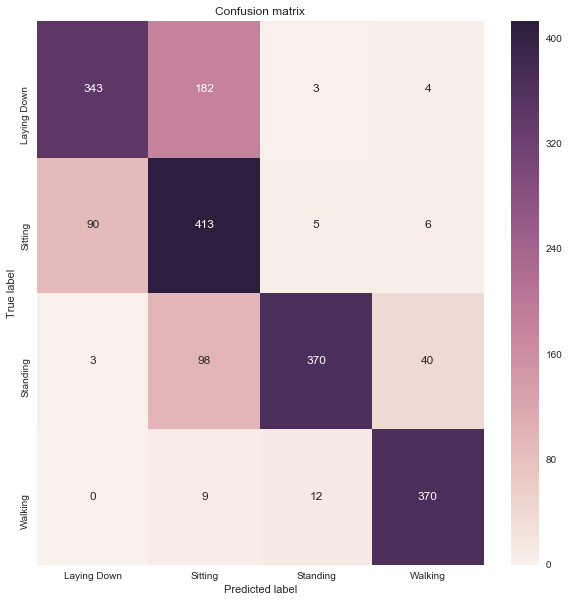 Confusion matrix
True label
Laying Down
343 182 3 4
Sitting
90 413 5 6
Standing
3 98 370 40
Walking
0 9 12 370
Laying Down Sitting Standing Walking
Predicted label
400
320
240
160
80
0